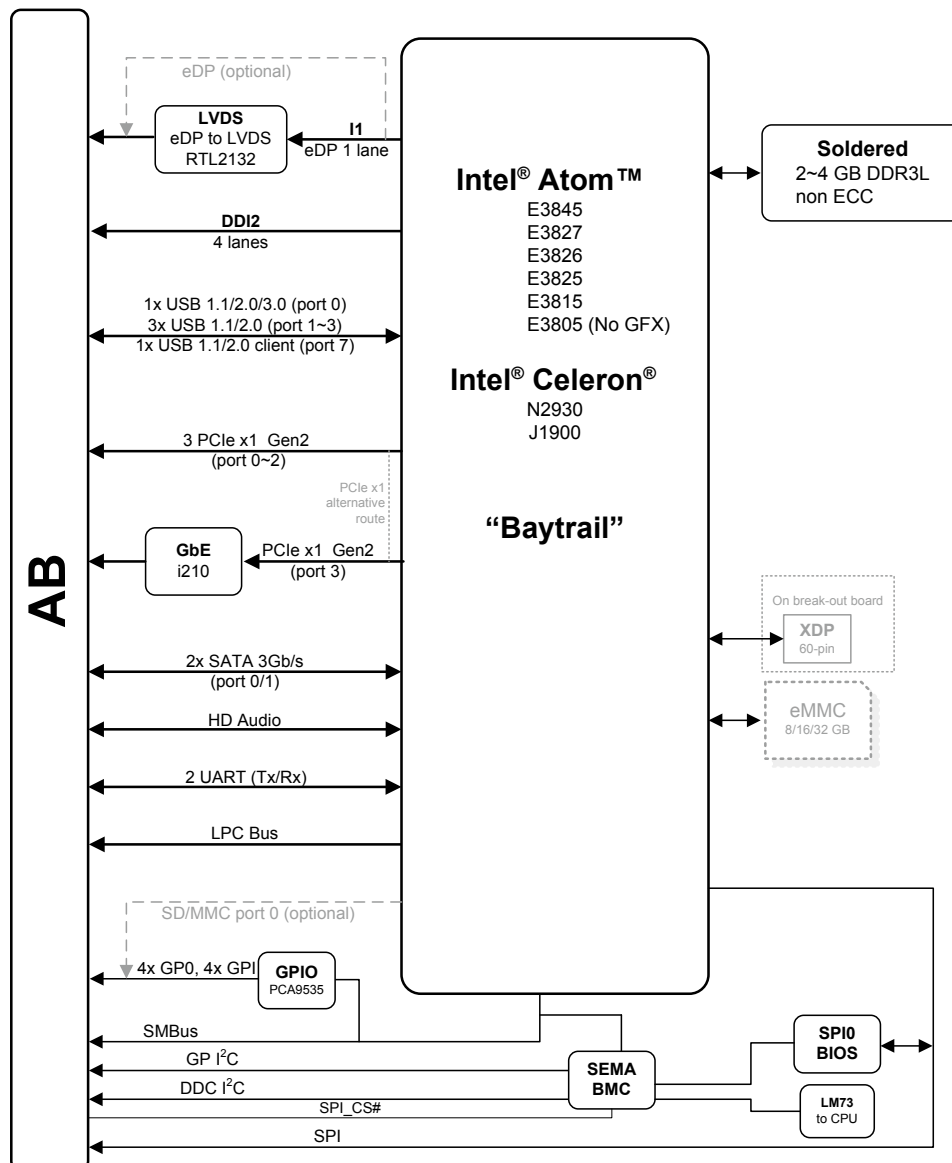 AB
eDP (optional)
LVDS
eDP to LVDS
RTL2132
I1
eDP 1 lane
DDI2
4 lanes
1x USB 1.1/2.0/3.0 (port 0)
3x USB 1.1/2.0 (port 1~3)
1x USB 1.1/2.0 client (port 7)
3 PCIe x1 Gen2
(port 0~2)
PCIe x1
alternative
route
GbE
i210
PCIe x1 Gen2
(port 3)
2x SATA 3Gb/s
(port 0/1)
HD Audio
2 UART (Tx/Rx)
LPC Bus
SD/MMC port 0 (optional)
4x GP0, 4x GPI
GPIO
PCA9535
SMBus
GP I²C
DDC I²C
SPI_CS#
SPI
Intel® Atom™
E3845
E3827
E3826
E3825
E3815
E3805 (No GFX)
Intel® Celeron®
N2930
J1900
“Baytrail”
Soldered
2~4 GB DDR3L
non ECC
On break-out board
XDP
60-pin
eMMC
8/16/32 GB
SEMA
BMC
SPI0
BIOS
LM73
to CPU